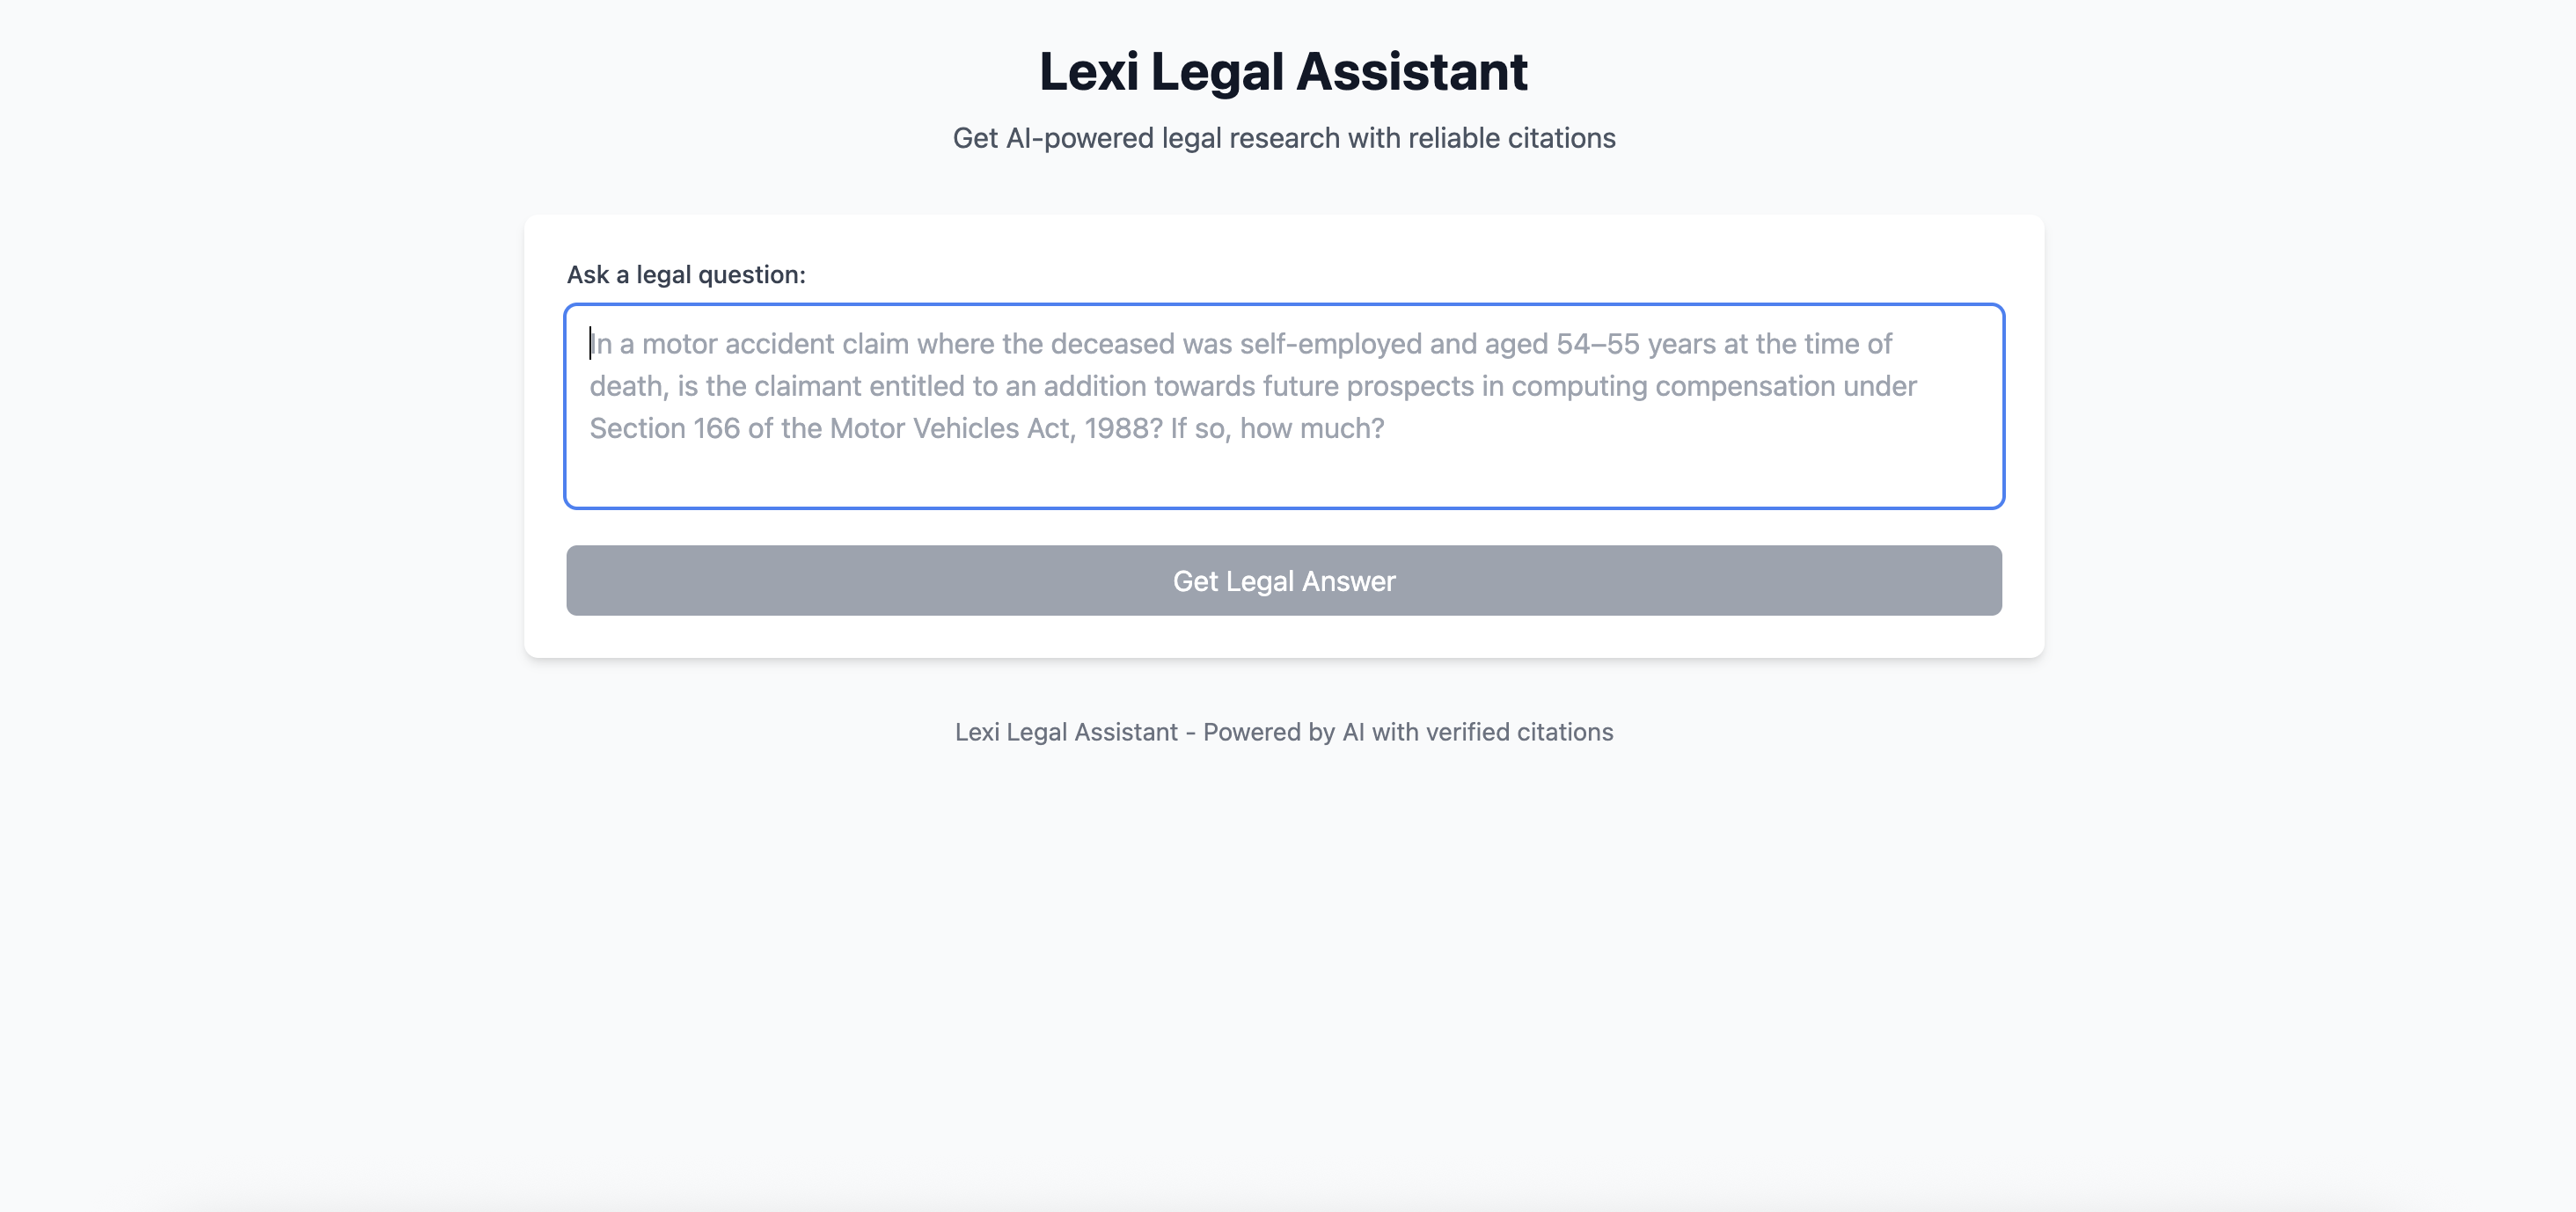 Lexi Legal Assistant
Get AI-powered legal research with reliable citations
Ask a legal question:
In a motor accident claim where the deceased was self-employed and aged 54–55 years at the time of
death, is the claimant entitled to an addition towards future prospects in computing compensation under
Section 166 of the Motor Vehicles Act, 1988? If so, how much?
Get Legal Answer
Lexi Legal Assistant - Powered by AI with verified citations